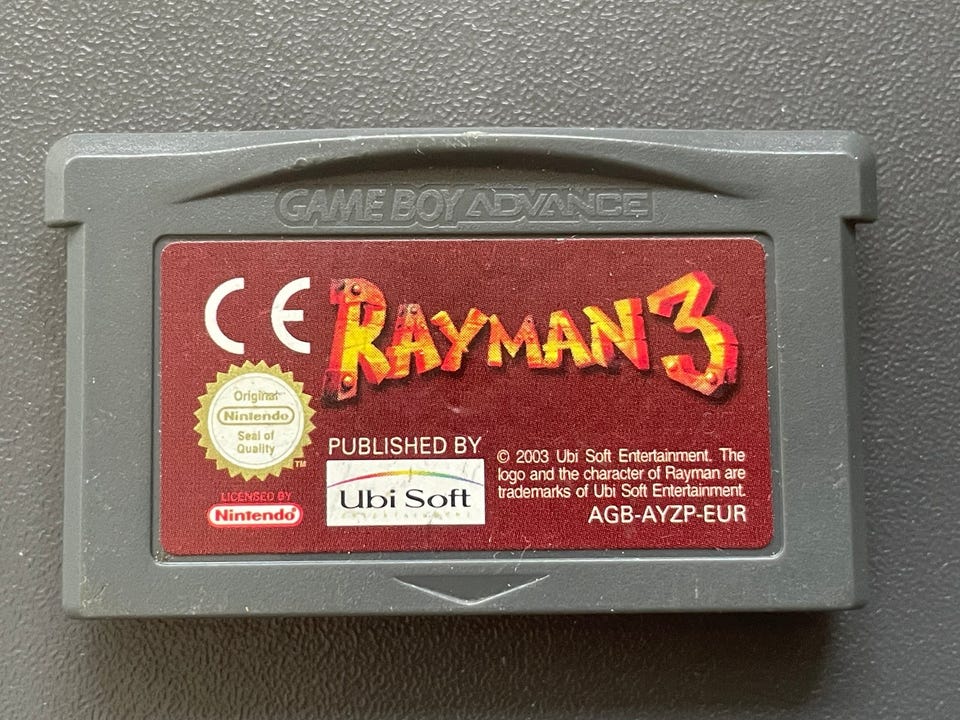 GAME BOY ADVANCE
CE
RAYMAN 3
Original
Nintendo
Seal of
Quality
TM
LICENSED BY
Nintendo
PUBLISHED BY
Ubi Soft
ENTERTAINMENT
© 2003 Ubi Soft Entertainment. The
logo and the character of Rayman are
trademarks of Ubi Soft Entertainment.
AGB-AYZP-EUR